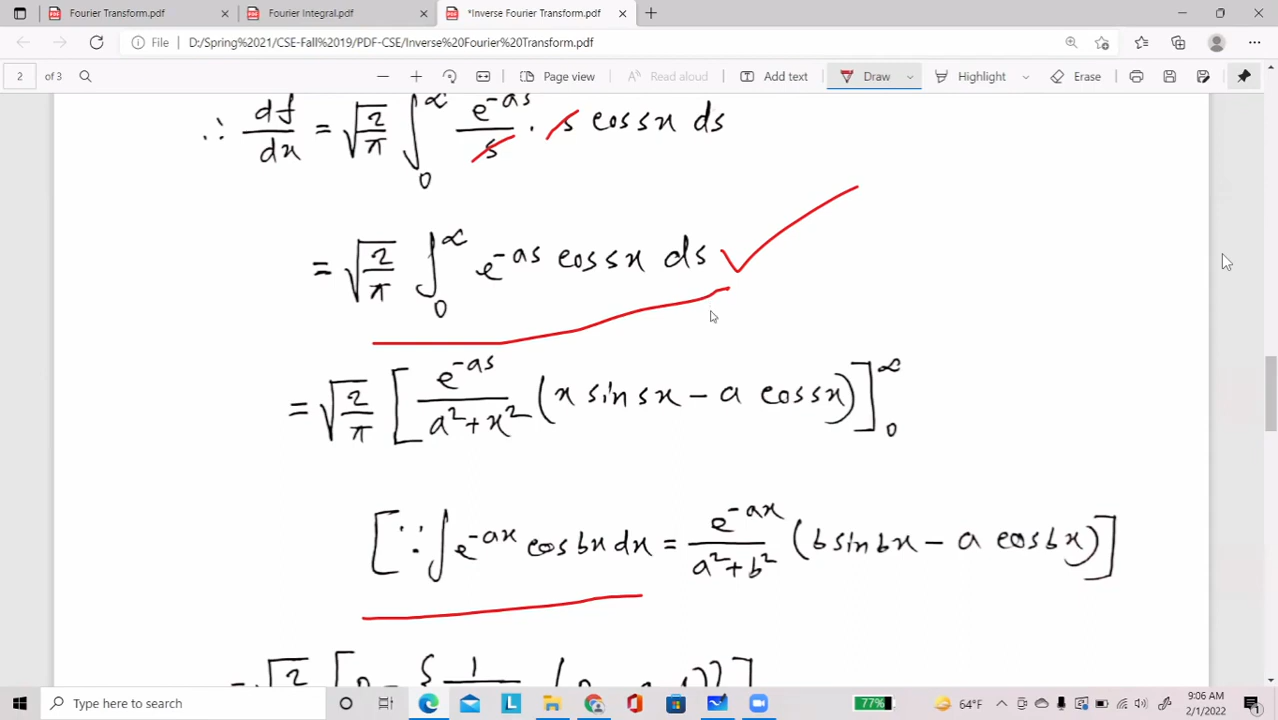 Fourier Transform.pdf
Fourier Integral.pdf
*Inverse Fourier Transform.pdf
File
D:/Spring%2021/CSE-Fall%2019/PDF-CSE/Inverse%20Fourier%20Transform.pdf
2 of 3
Page view
Read aloud
Add text
Draw
Highlight
Erase
∴ df/dx = √(2/π) ∫₀^∞ e^(-as)/s · s cos sx ds
= √(2/π) ∫₀^∞ e^(-as) cos sx ds
= √(2/π) [e^(-as)/(a²+x²) (x sin sx - a cos sx)]₀^∞
[∵ ∫ e^(-ax) cos bx dx = e^(-ax)/(a²+b²) (b sin bx - a cos bx)]
Type here to search
77%
64°F
9:06 AM
2/1/2022